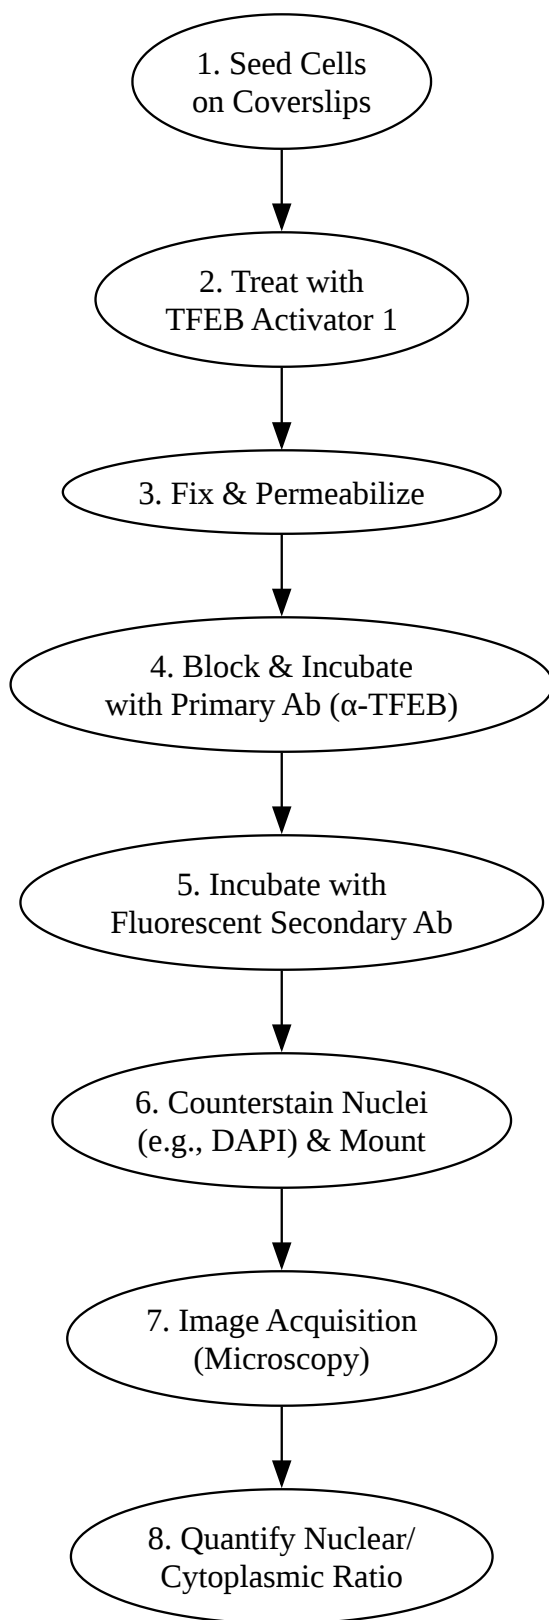 1. Seed Cells
on Coverslips
2. Treat with
TFEB Activator 1
3. Fix & Permeabilize
4. Block & Incubate
with Primary Ab (α-TFEB)
5. Incubate with
Fluorescent Secondary Ab
6. Counterstain Nuclei
(e.g., DAPI) & Mount
7. Image Acquisition
(Microscopy)
8. Quantify Nuclear/
Cytoplasmic Ratio